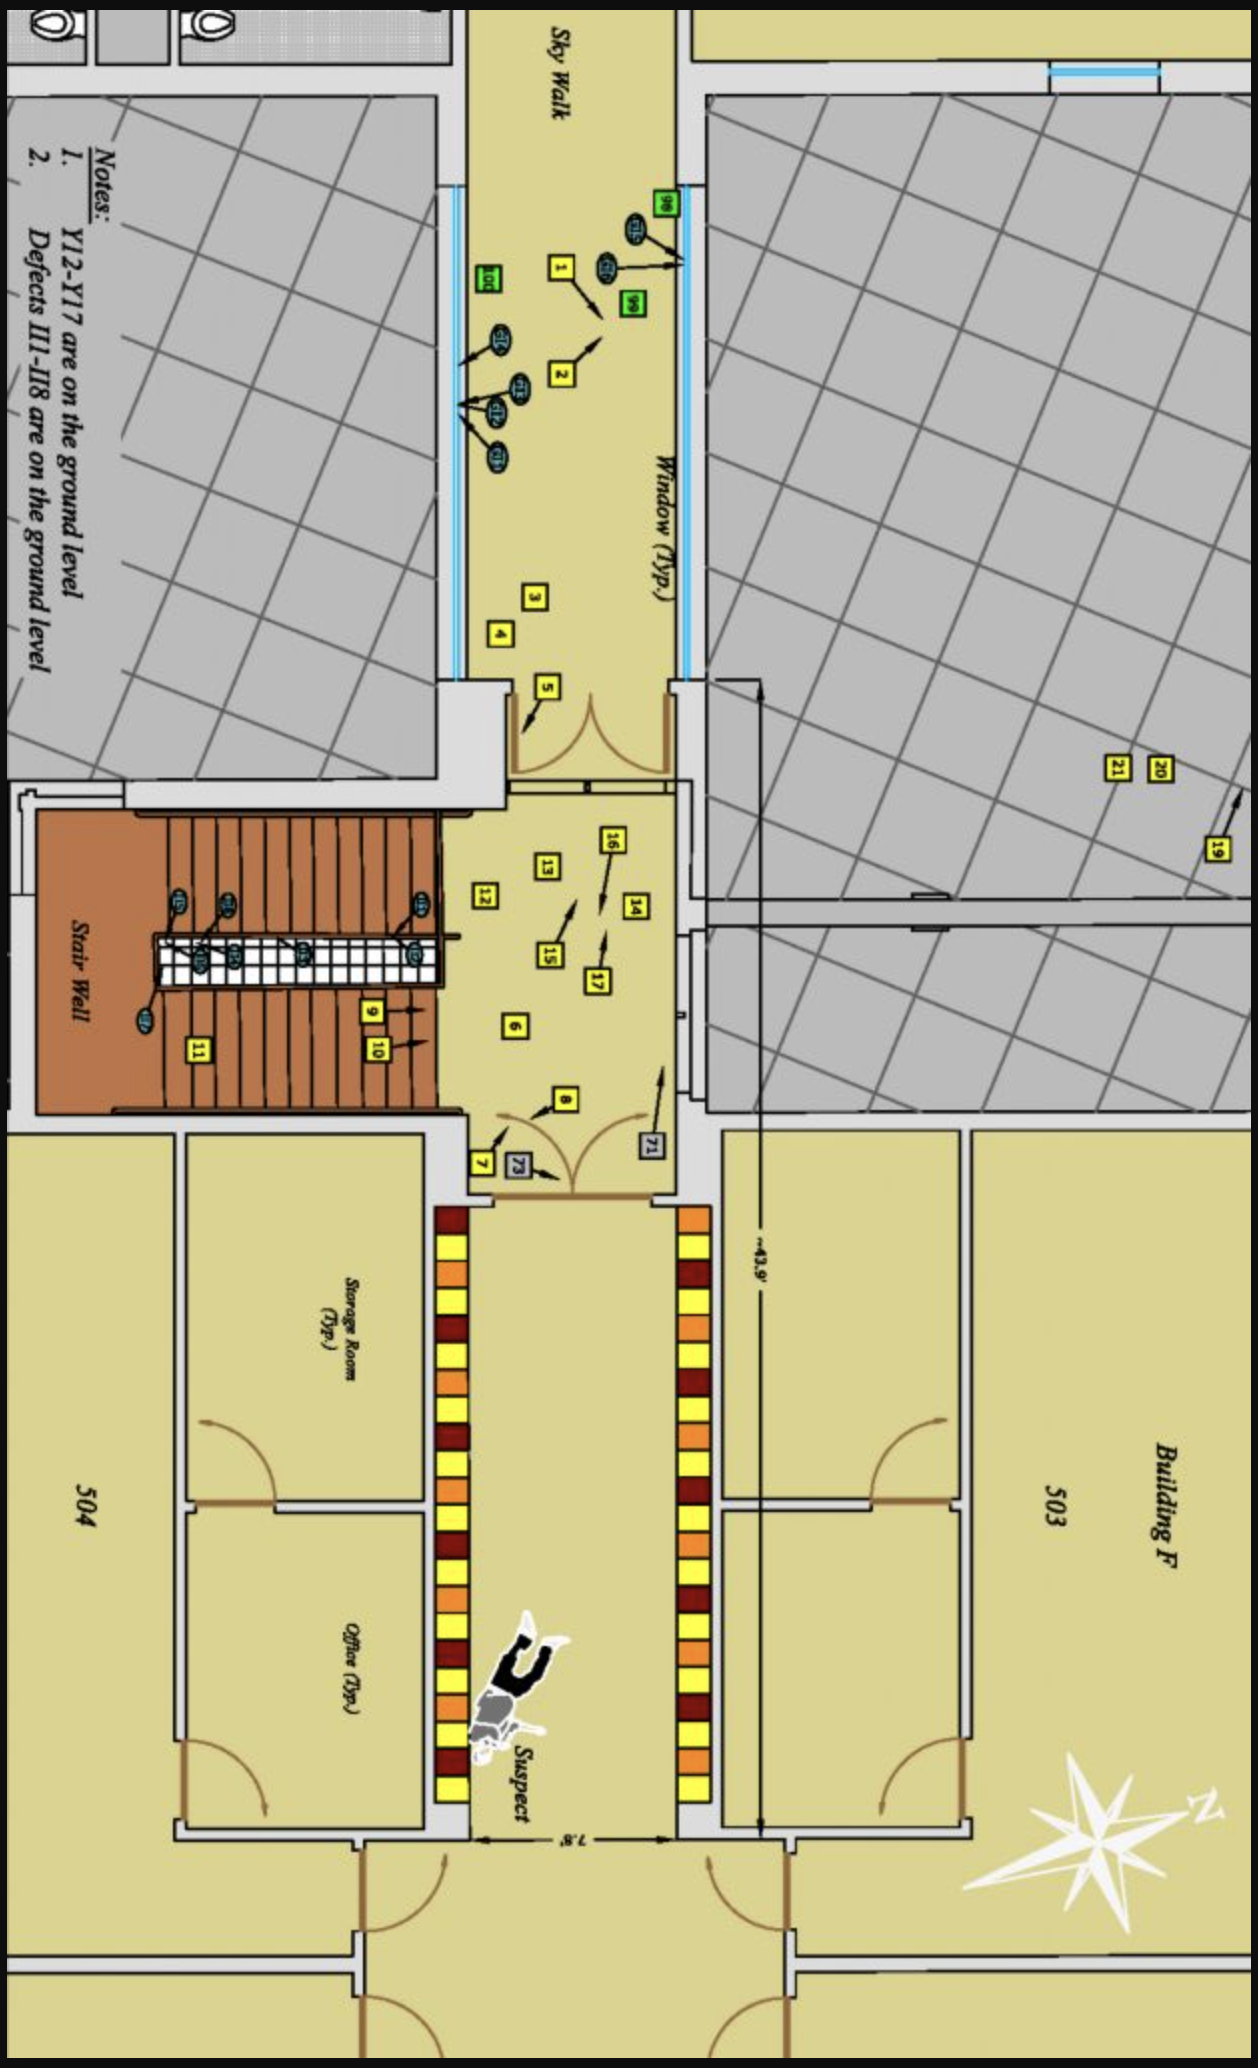 Sky Walk
Notes:
1. Y12-Y17 are on the ground level
2. Defects II1-II8 are on the ground level
98
1
99
100
2
Window (Typ.)
3
4
5
21
20
19
16
13
12
14
15
17
9
6
10
11
Stair Well
8
71
7
73
~43.9'
Storage Room
(Typ.)
504
503
Building F
Office (Typ.)
Suspect
7.8'
N